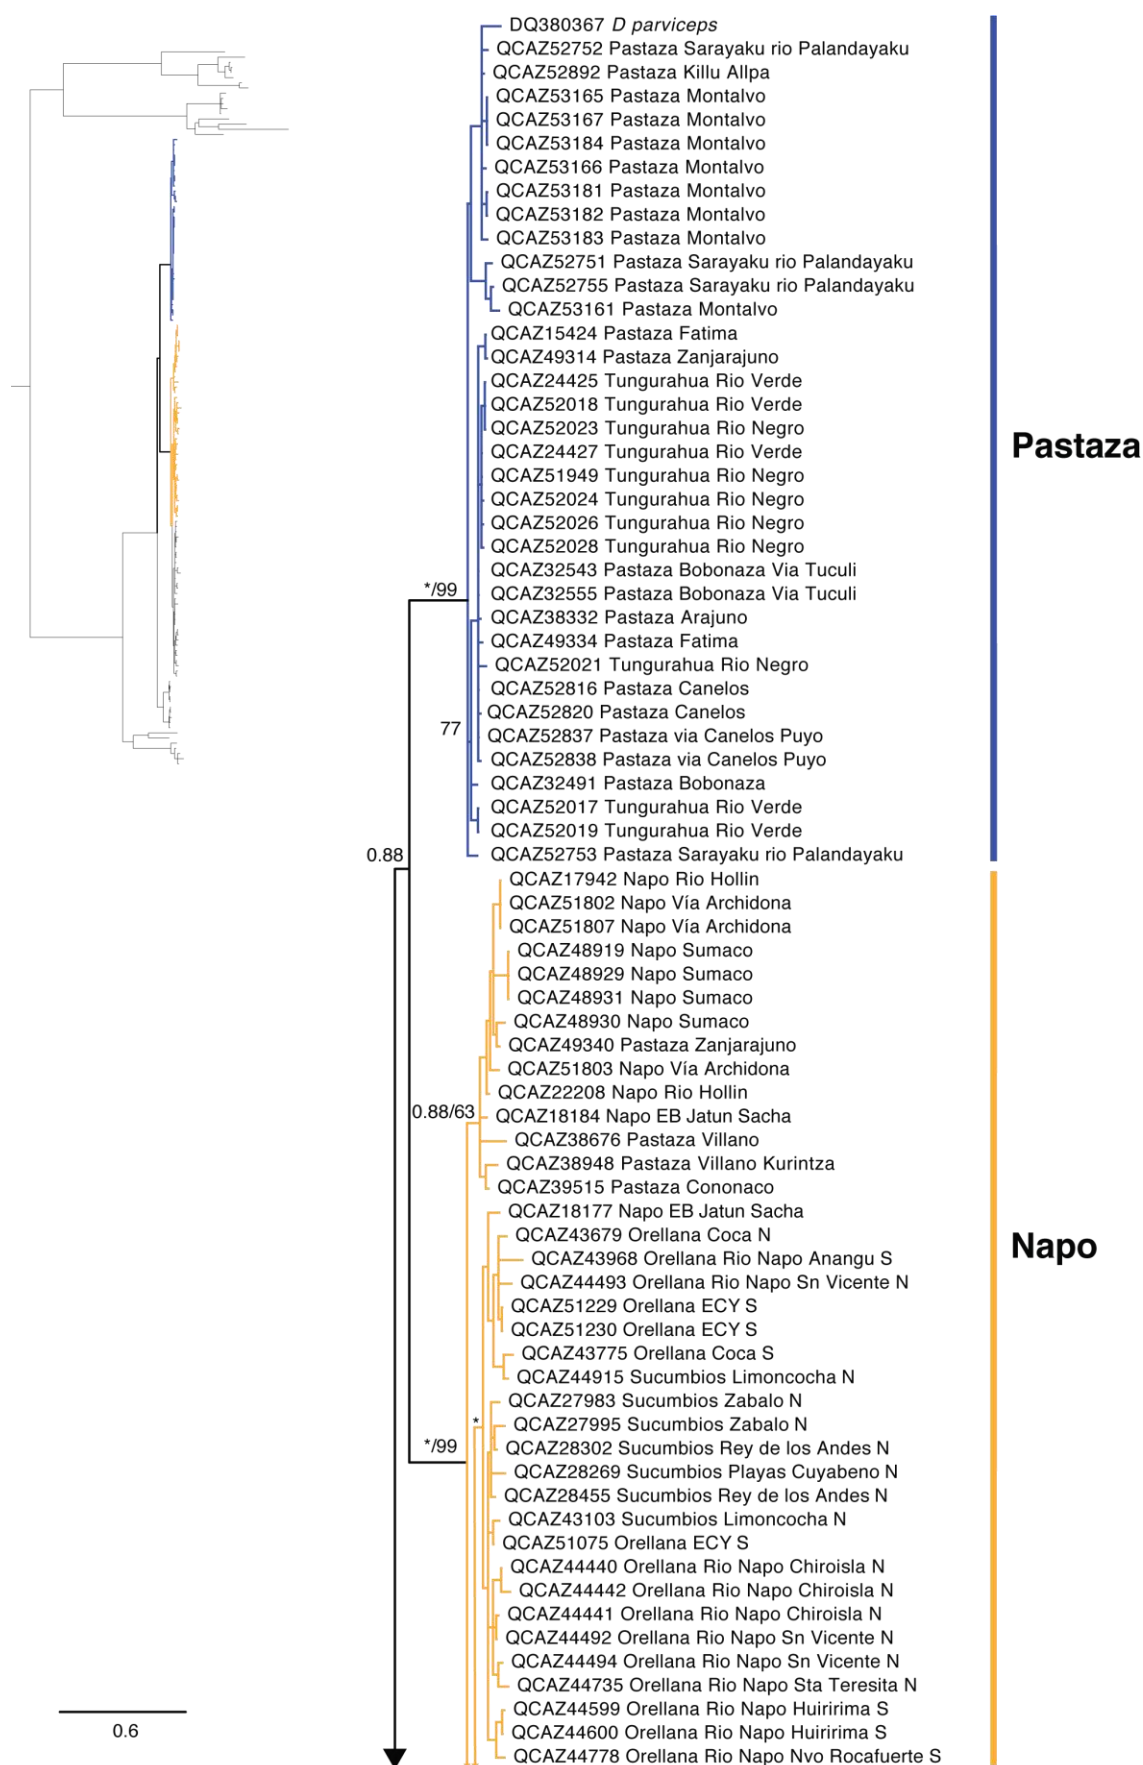 DQ380367 D parviceps
QCAZ52752 Pastaza Sarayaku rio Palandayaku
QCAZ52892 Pastaza Killu Allpa
QCAZ53165 Pastaza Montalvo
QCAZ53167 Pastaza Montalvo
QCAZ53184 Pastaza Montalvo
QCAZ53166 Pastaza Montalvo
QCAZ53181 Pastaza Montalvo
QCAZ53182 Pastaza Montalvo
QCAZ53183 Pastaza Montalvo
QCAZ52751 Pastaza Sarayaku rio Palandayaku
QCAZ52755 Pastaza Sarayaku rio Palandayaku
QCAZ53161 Pastaza Montalvo
QCAZ15424 Pastaza Fatima
QCAZ49314 Pastaza Zanjarajuno
QCAZ24425 Tungurahua Rio Verde
QCAZ52018 Tungurahua Rio Verde
QCAZ52023 Tungurahua Rio Negro
QCAZ24427 Tungurahua Rio Verde
QCAZ51949 Tungurahua Rio Negro
QCAZ52024 Tungurahua Rio Negro
QCAZ52026 Tungurahua Rio Negro
QCAZ52028 Tungurahua Rio Negro
QCAZ32543 Pastaza Bobonaza Via Tuculi
QCAZ32555 Pastaza Bobonaza Via Tuculi
QCAZ38332 Pastaza Arajuno
QCAZ49334 Pastaza Fatima
QCAZ52021 Tungurahua Rio Negro
QCAZ52816 Pastaza Canelos
QCAZ52820 Pastaza Canelos
QCAZ52837 Pastaza via Canelos Puyo
QCAZ52838 Pastaza via Canelos Puyo
QCAZ32491 Pastaza Bobonaza
QCAZ52017 Tungurahua Rio Verde
QCAZ52019 Tungurahua Rio Verde
QCAZ52753 Pastaza Sarayaku rio Palandayaku
*/99
77
0.88
Pastaza
QCAZ17942 Napo Rio Hollin
QCAZ51802 Napo Vía Archidona
QCAZ51807 Napo Vía Archidona
QCAZ48919 Napo Sumaco
QCAZ48929 Napo Sumaco
QCAZ48931 Napo Sumaco
QCAZ48930 Napo Sumaco
QCAZ49340 Pastaza Zanjarajuno
QCAZ51803 Napo Vía Archidona
QCAZ22208 Napo Rio Hollin
QCAZ18184 Napo EB Jatun Sacha
QCAZ38676 Pastaza Villano
QCAZ38948 Pastaza Villano Kurintza
QCAZ39515 Pastaza Cononaco
QCAZ18177 Napo EB Jatun Sacha
QCAZ43679 Orellana Coca N
QCAZ43968 Orellana Rio Napo Anangu S
QCAZ44493 Orellana Rio Napo Sn Vicente N
QCAZ51229 Orellana ECY S
QCAZ51230 Orellana ECY S
QCAZ43775 Orellana Coca S
QCAZ44915 Sucumbios Limoncocha N
QCAZ27983 Sucumbios Zabalo N
QCAZ27995 Sucumbios Zabalo N
QCAZ28302 Sucumbios Rey de los Andes N
QCAZ28269 Sucumbios Playas Cuyabeno N
QCAZ28455 Sucumbios Rey de los Andes N
QCAZ43103 Sucumbios Limoncocha N
QCAZ51075 Orellana ECY S
QCAZ44440 Orellana Rio Napo Chiroisla N
QCAZ44442 Orellana Rio Napo Chiroisla N
QCAZ44441 Orellana Rio Napo Chiroisla N
QCAZ44492 Orellana Rio Napo Sn Vicente N
QCAZ44494 Orellana Rio Napo Sn Vicente N
QCAZ44735 Orellana Rio Napo Sta Teresita N
QCAZ44599 Orellana Rio Napo Huiririma S
QCAZ44600 Orellana Rio Napo Huiririma S
QCAZ44778 Orellana Rio Napo Nvo Rocafuerte S
0.88/63
*
*/99
Napo
0.6